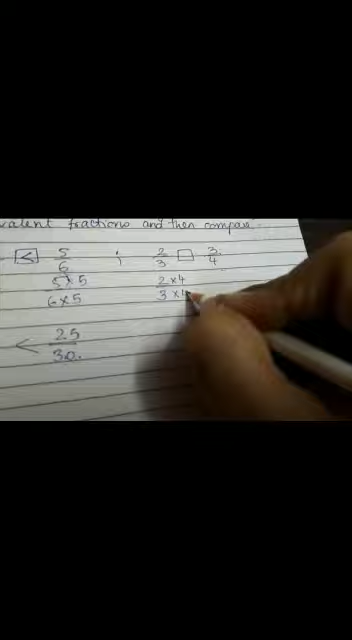 valent fractions and then compare.
< 5/6 ; 2/3 □ 3/4
5×5/6×5 2×4/3×4
< 25/30